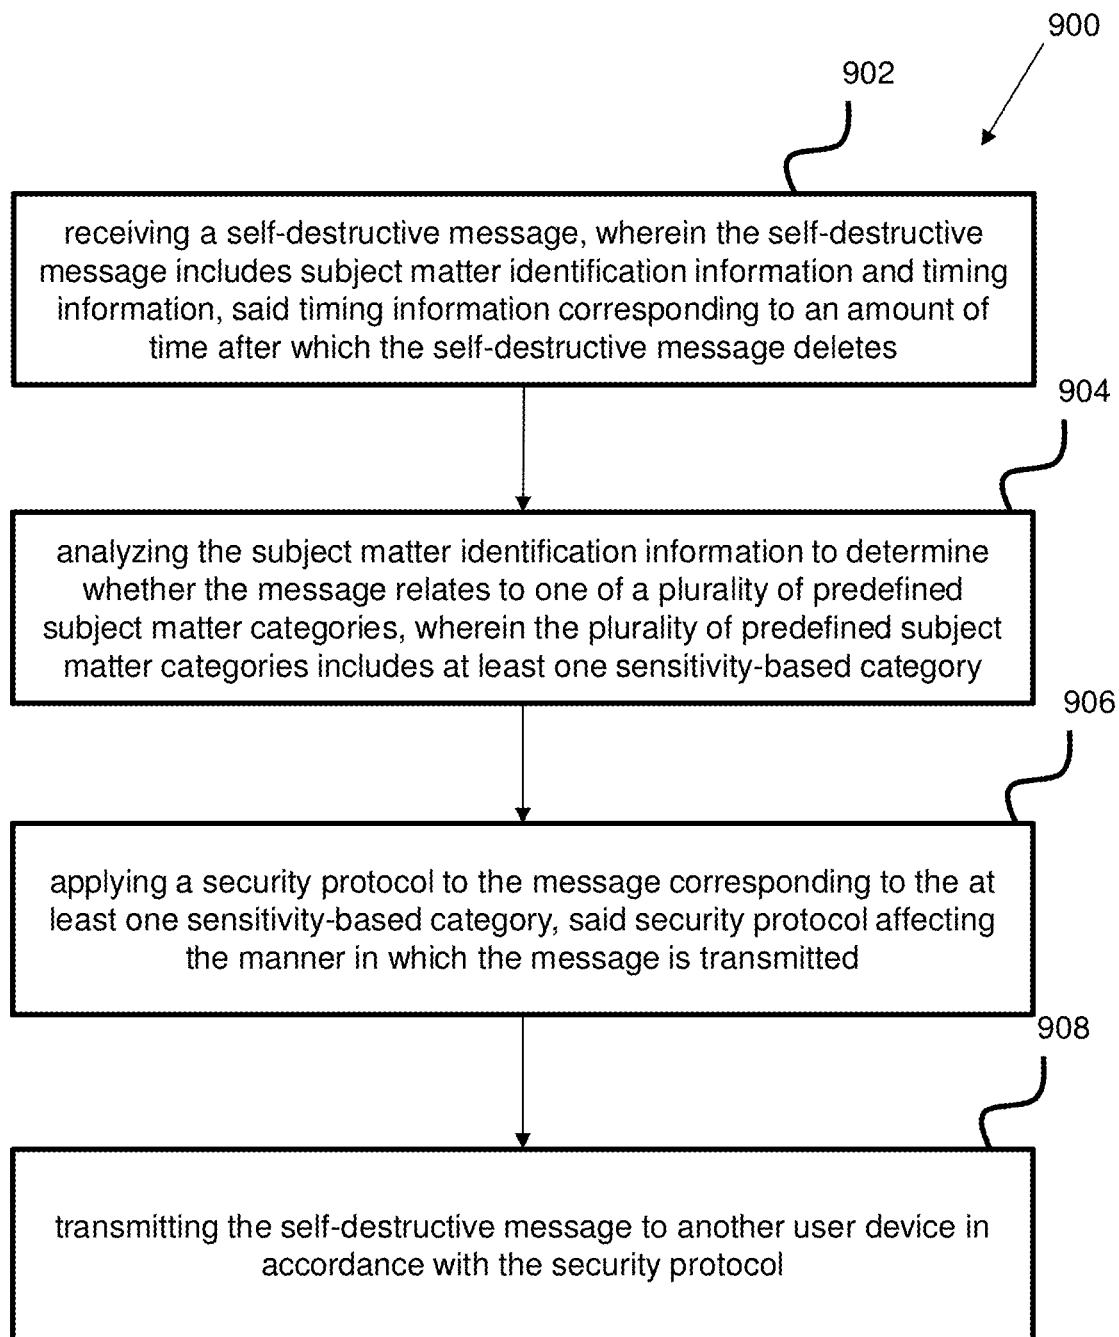 900
902
receiving a self-destructive message, wherein the self-destructive
message includes subject matter identification information and timing
information, said timing information corresponding to an amount of
time after which the self-destructive message deletes
904
analyzing the subject matter identification information to determine
whether the message relates to one of a plurality of predefined
subject matter categories, wherein the plurality of predefined subject
matter categories includes at least one sensitivity-based category
906
applying a security protocol to the message corresponding to the at
least one sensitivity-based category, said security protocol affecting
the manner in which the message is transmitted
908
transmitting the self-destructive message to another user device in
accordance with the security protocol